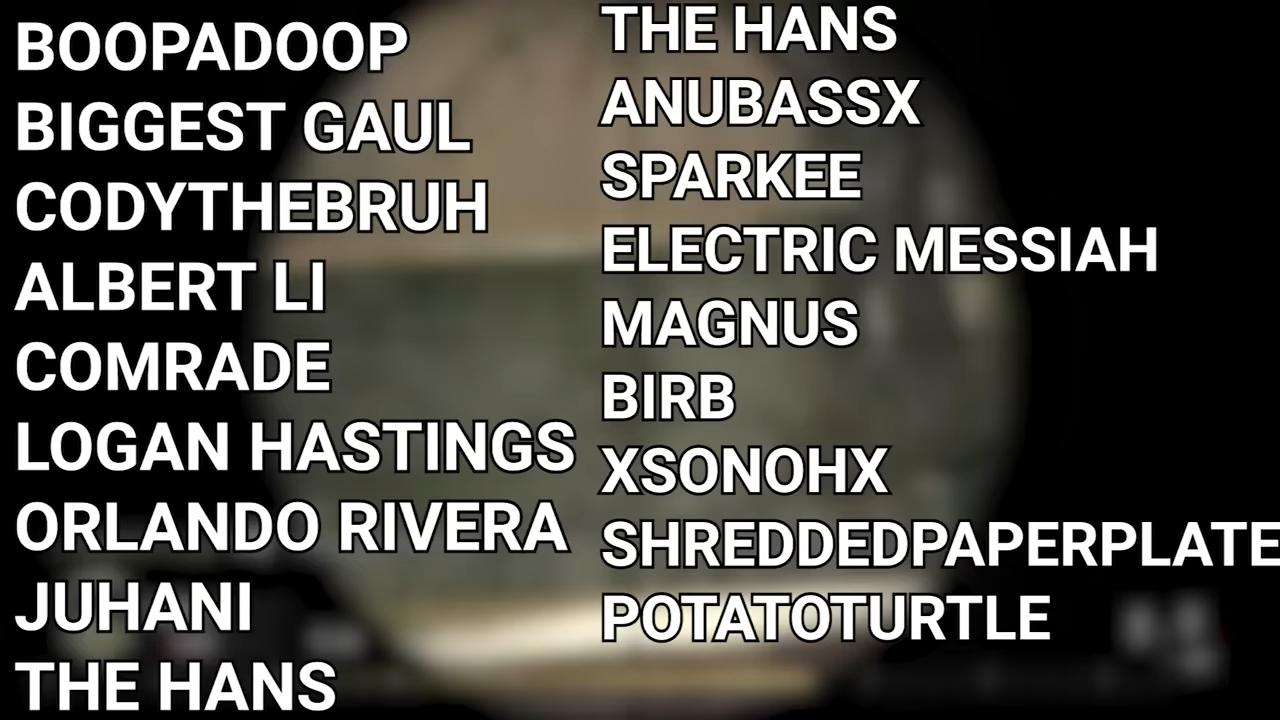 BOOPADOOP
BIGGEST GAUL
CODYTHEBRUH
ALBERT LI
COMRADE
LOGAN HASTINGS
ORLANDO RIVERA
JUHANI
THE HANS
THE HANS
ANUBASSX
SPARKEE
ELECTRIC MESSIAH
MAGNUS
BIRB
XSONOHX
SHREDDEDPAPERPLATE
POTATOTURTLE